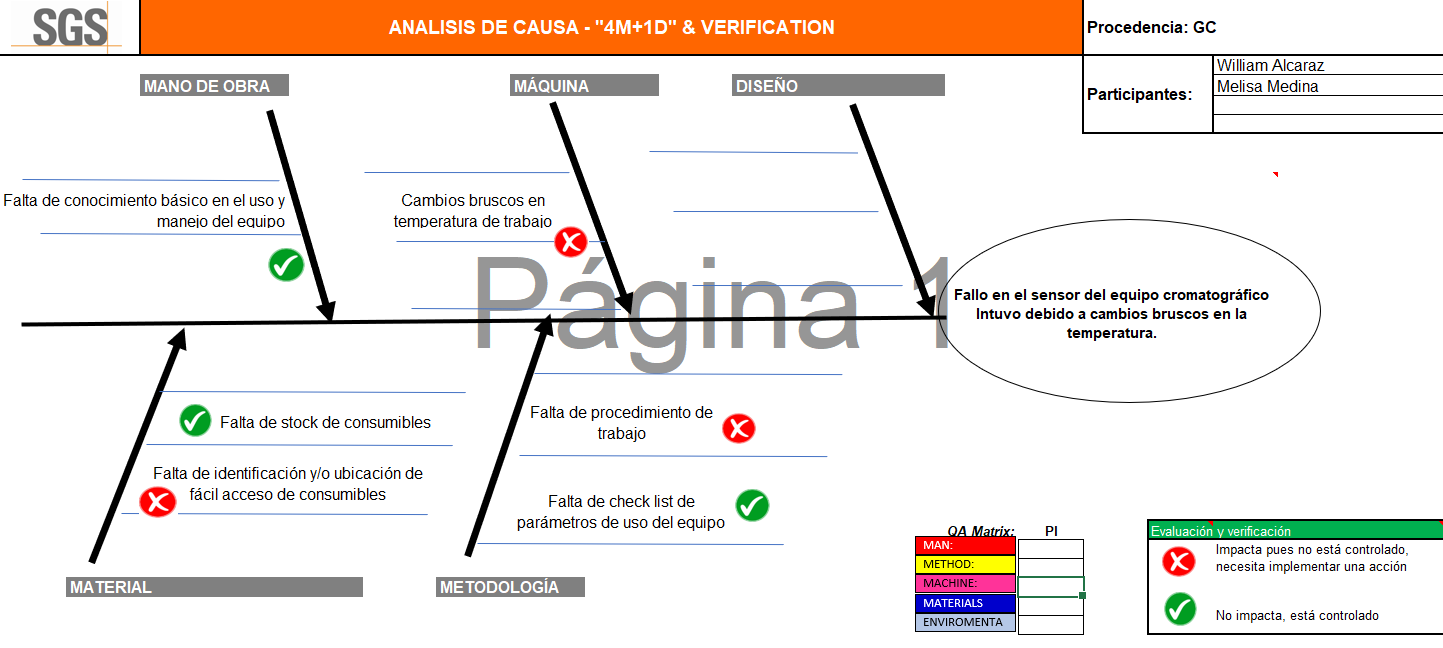 SGS
ANALISIS DE CAUSA - "4M+1D" & VERIFICATION
Procedencia: GC
Participantes:
William Alcaraz
Melisa Medina
MANO DE OBRA
MÁQUINA
DISEÑO
Falta de conocimiento básico en el uso y
manejo del equipo
Cambios bruscos en
temperatura de trabajo
Página 1
Fallo en el sensor del equipo cromatográfico
Intuvo debido a cambios bruscos en la
temperatura.
Falta de stock de consumibles
Falta de identificación y/o ubicación de
fácil acceso de consumibles
Falta de procedimiento de
trabajo
Falta de check list de
parámetros de uso del equipo
MATERIAL
METODOLOGÍA
QA Matrix: PI
MAN:
METHOD:
MACHINE:
MATERIALS
ENVIROMENTA
Evaluación y verificación
Impacta pues no está controlado,
necesita implementar una acción
No impacta, está controlado